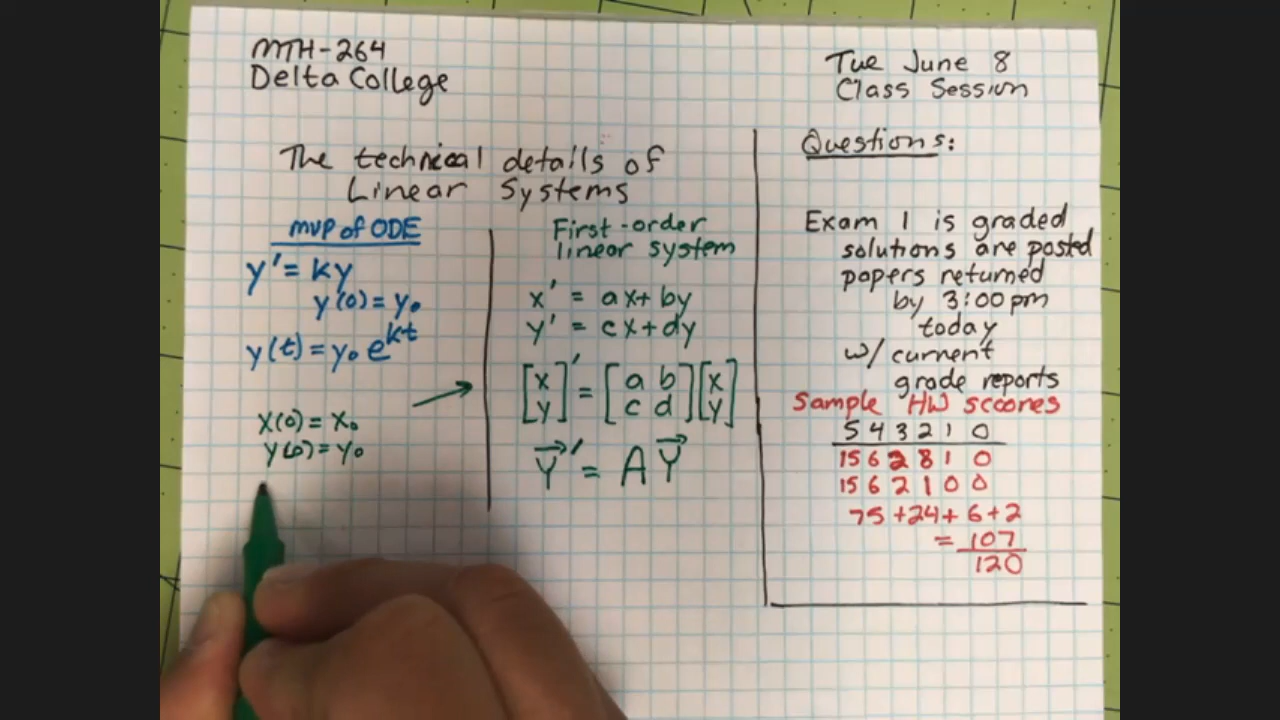 MTH-264
Delta College
Tue June 8
Class Session
The technical details of
Linear Systems
mvp of ODE
y' = ky
y(0) = y₀
y(t) = y₀ e^{kt}
x(0) = x₀
y(0) = y₀
First-order
linear system
x' = ax + by
y' = cx + dy
[x y]' = [a b c d] [x y]
Y⃗' = A Y⃗
Questions:
Exam 1 is graded
solutions are posted
papers returned
by 3:00 pm
today
w/ current
grade reports
Sample HW scores
5 4 3 2 1 0
15 6 2 8 1 0
15 6 2 1 0 0
75 + 24 + 6 + 2
= 107
120